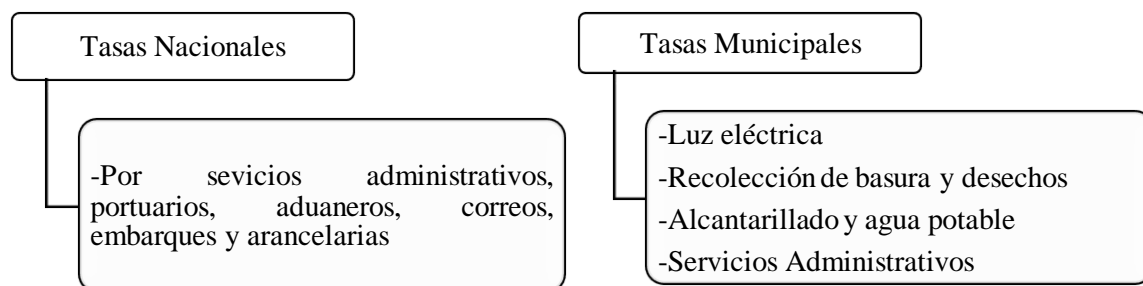 Tasas Nacionales
-Por sevicios administrativos,
portuarios, aduaneros, correos,
embarques y arancelarias
Tasas Municipales
-Luz eléctrica
-Recolección de basura y desechos
-Alcantarillado y agua potable
-Servicios Administrativos